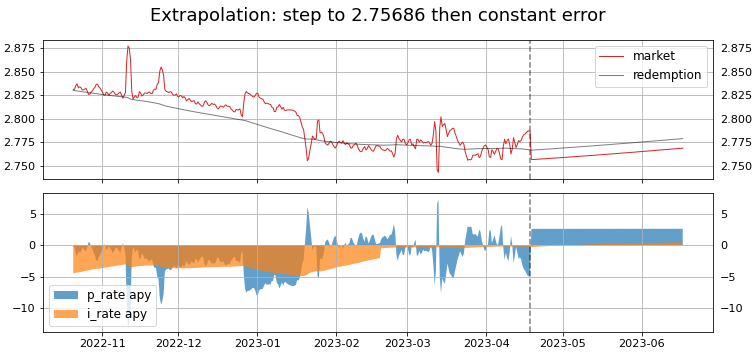 Extrapolation: step to 2.75686 then constant error
2.875 2.875
2.850 2.850
2.825 2.825
2.800 2.800
2.775 2.775
2.750 2.750
market
redemption
5 5
0 0
−5 −5
−10 −10
p_rate apy
i_rate apy
2022-11 2022-12 2023-01 2023-02 2023-03 2023-04 2023-05 2023-06